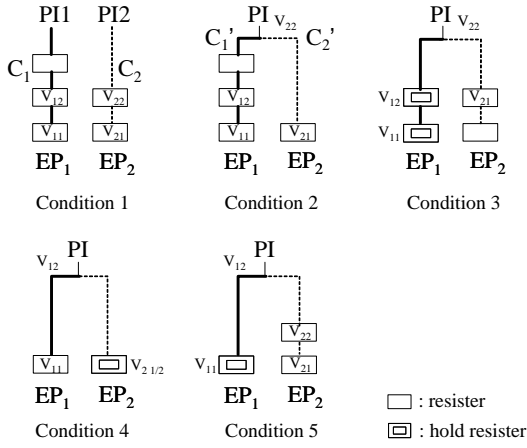 PI1 PI2
C1 C2
V12 V22
V11 V21
EP1 EP2
Condition 1
PI V22
C1' C2'
V12
V11 V21
EP1 EP2
Condition 2
PI V22
V12 V21
V11
EP1 EP2
Condition 3
PI
V12
V11 V2 1/2
EP1 EP2
Condition 4
PI
V12
V22
V11 V21
EP1 EP2
Condition 5
: resister
: hold resister